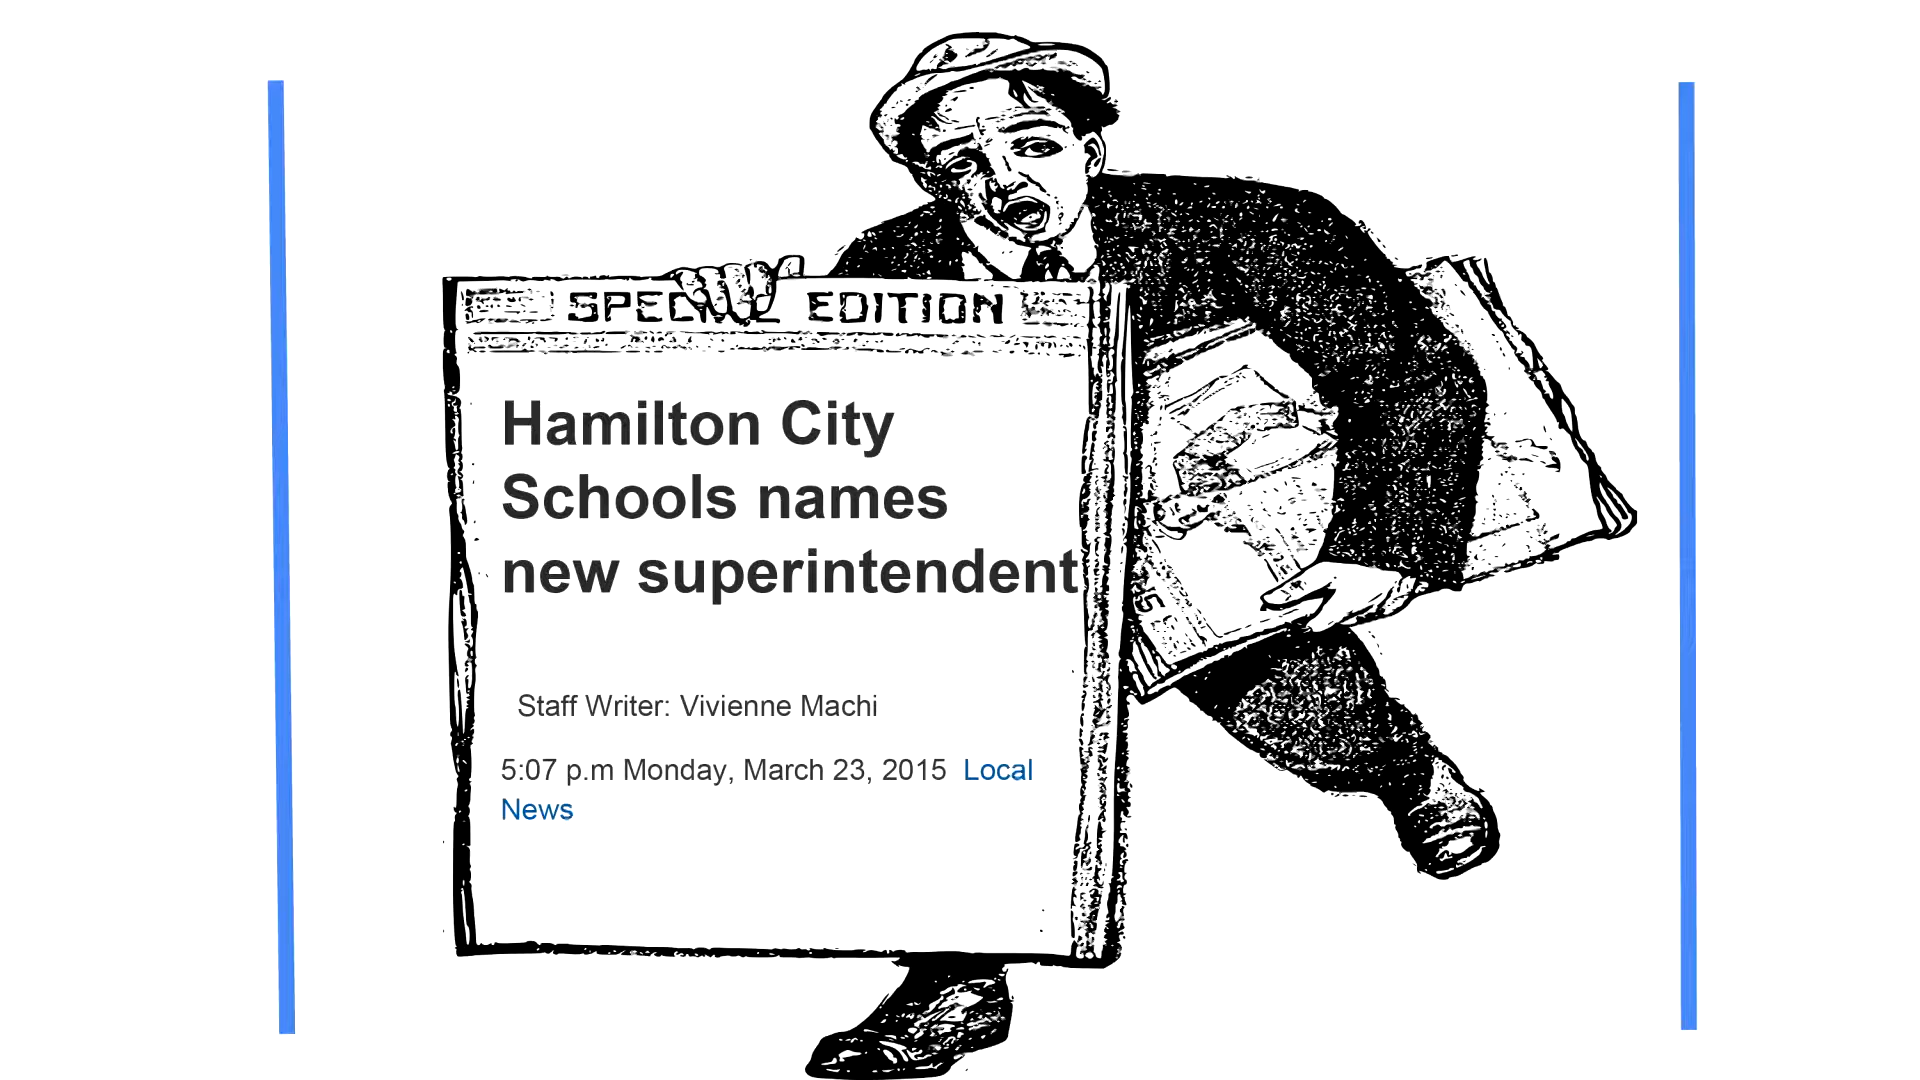 SPECIAL EDITION
Hamilton City
Schools names
new superintendent
Staff Writer: Vivienne Machi
5:07 p.m Monday, March 23, 2015 Local
News